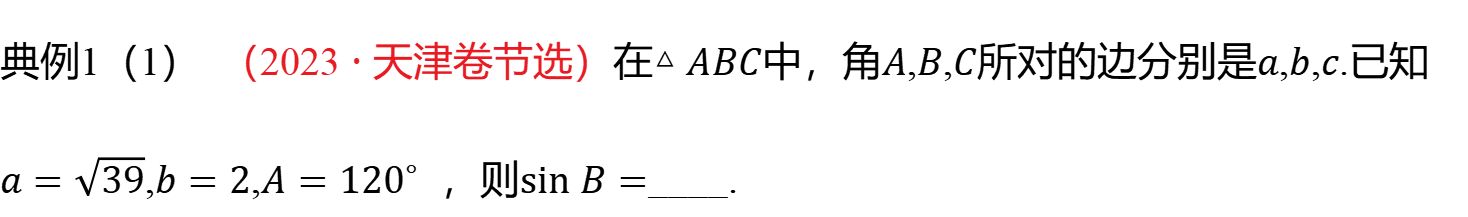 典例1（1） （2023·天津卷节选）在△ ABC中，角A,B,C所对的边分别是a,b,c.已知
a = √39,b = 2,A = 120°，则sin B =____.